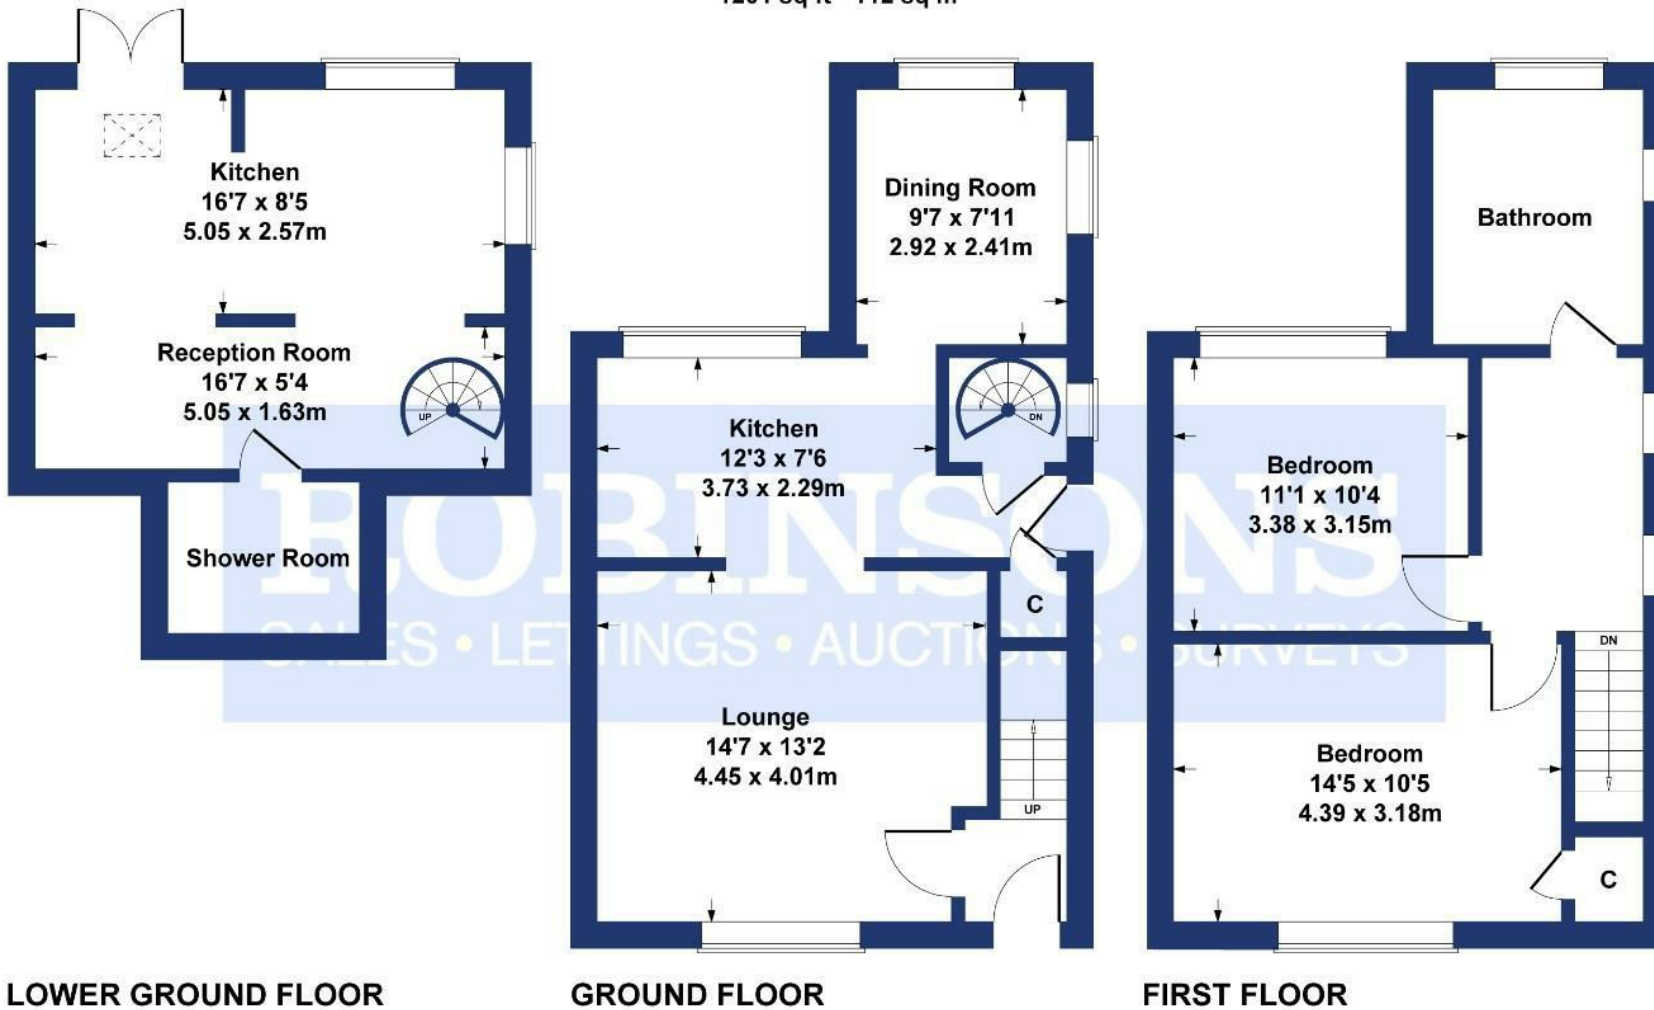 Kitchen
16'7 x 8'5
5.05 x 2.57m
Reception Room
16'7 x 5'4
5.05 x 1.63m
UP
Shower Room
LOWER GROUND FLOOR
Dining Room
9'7 x 7'11
2.92 x 2.41m
Kitchen
12'3 x 7'6
3.73 x 2.29m
DN
C
Lounge
14'7 x 13'2
4.45 x 4.01m
UP
GROUND FLOOR
Bathroom
Bedroom
11'1 x 10'4
3.38 x 3.15m
DN
Bedroom
14'5 x 10'5
4.39 x 3.18m
C
FIRST FLOOR
ROBINSONS
SALES • LETTINGS • AUCTIONS • SURVEYS